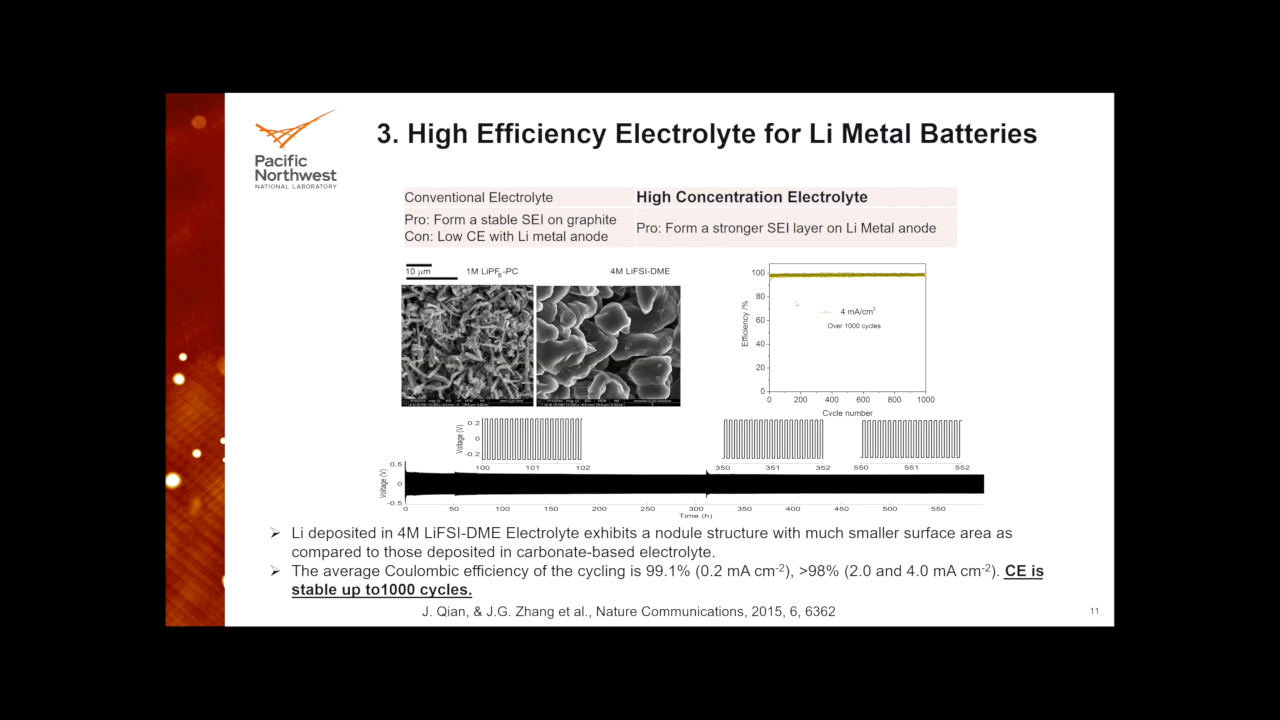 3. High Efficiency Electrolyte for Li Metal Batteries
Pacific
Northwest
NATIONAL LABORATORY
Conventional Electrolyte
High Concentration Electrolyte
Pro: Form a stable SEI on graphite
Con: Low CE with Li metal anode
Pro: Form a stronger SEI layer on Li Metal anode
10 μm
1M LiPF6-PC
4M LiFSI-DME
Efficiency /%
100
80
60
40
20
0
4 mA/cm²
Over 1000 cycles
0 200 400 600 800 1000
Cycle number
Voltage (V)
0.2
0
-0.2
100 101 102
350 351 352
550 551 552
Voltage (V)
0.5
0
-0.5
0 50 100 150 200 250 300 350 400 450 500 550
Time (h)
➢ Li deposited in 4M LiFSI-DME Electrolyte exhibits a nodule structure with much smaller surface area as
compared to those deposited in carbonate-based electrolyte.
➢ The average Coulombic efficiency of the cycling is 99.1% (0.2 mA cm-2), >98% (2.0 and 4.0 mA cm-2). CE is
stable up to1000 cycles.
J. Qian, & J.G. Zhang et al., Nature Communications, 2015, 6, 6362
11